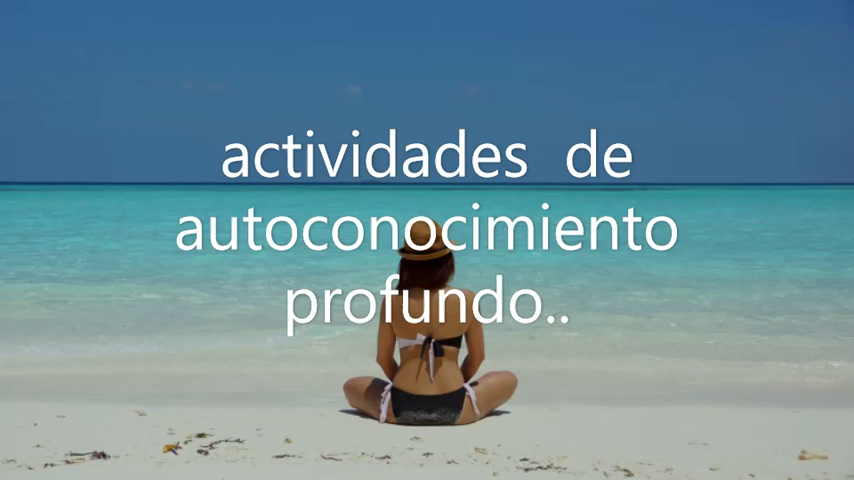 actividades  de
autoconocimiento
profundo..